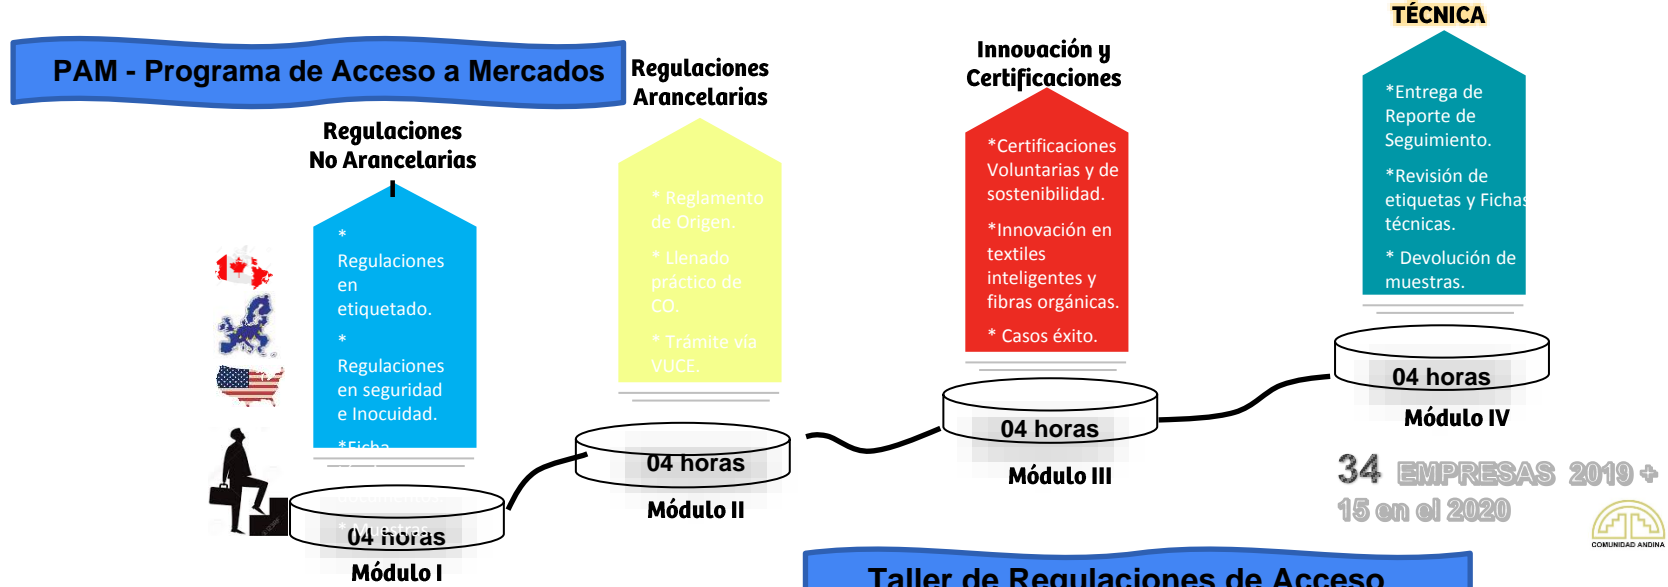 PAM - Programa de Acceso a Mercados
Regulaciones
No Arancelarias
I
*
Regulaciones
en
etiquetado.
*
Regulaciones
en seguridad
e Inocuidad.
*Ficha
* Muestras
04 horas
Módulo I
Regulaciones
Arancelarias
* Reglamento
de Origen.
* Llenado
práctico de
CO.
* Trámite vía
VUCE.
04 horas
Módulo II
Innovación y
Certificaciones
*Certificaciones
Voluntarias y de
sostenibilidad.
*Innovación en
textiles
inteligentes y
fibras orgánicas.
* Casos éxito.
04 horas
Módulo III
TÉCNICA
*Entrega de
Reporte de
Seguimiento.
*Revisión de
etiquetas y Fichas
técnicas.
* Devolución de
muestras.
04 horas
Módulo IV
34 EMPRESAS 2019 +
15 en el 2020
COMUNIDAD ANDINA
Taller de Regulaciones de Acceso